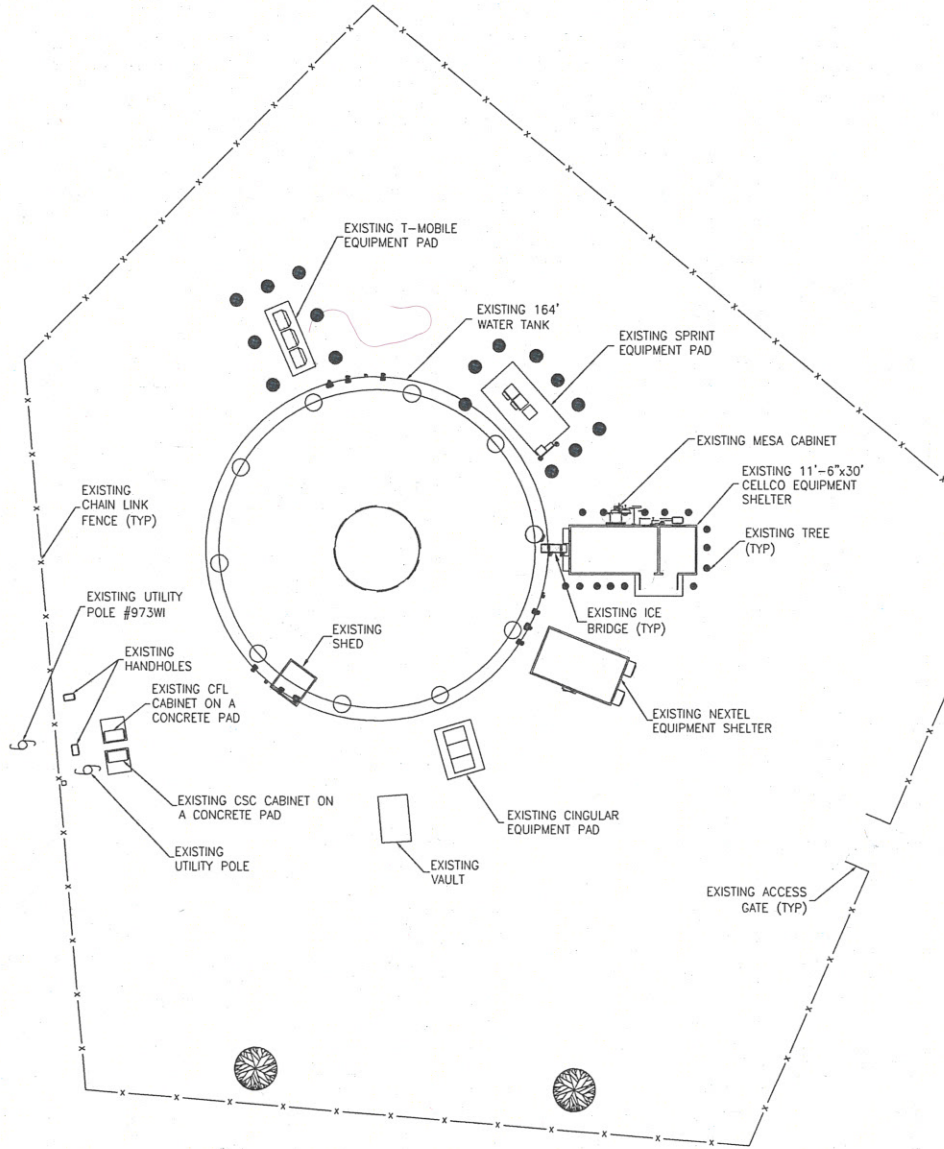 EXISTING T-MOBILE
EQUIPMENT PAD
EXISTING 164'
WATER TANK
EXISTING SPRINT
EQUIPMENT PAD
EXISTING MESA CABINET
EXISTING 11'-6"x30'
CELLCO EQUIPMENT
SHELTER
EXISTING
CHAIN LINK
FENCE (TYP)
EXISTING TREE
(TYP)
EXISTING UTILITY
POLE #973WI
EXISTING ICE
BRIDGE (TYP)
EXISTING
SHED
EXISTING
HANDHOLES
EXISTING CFL
CABINET ON A
CONCRETE PAD
EXISTING NEXTEL
EQUIPMENT SHELTER
EXISTING CSC CABINET ON
A CONCRETE PAD
EXISTING CINGULAR
EQUIPMENT PAD
EXISTING
UTILITY POLE
EXISTING
VAULT
EXISTING ACCESS
GATE (TYP)